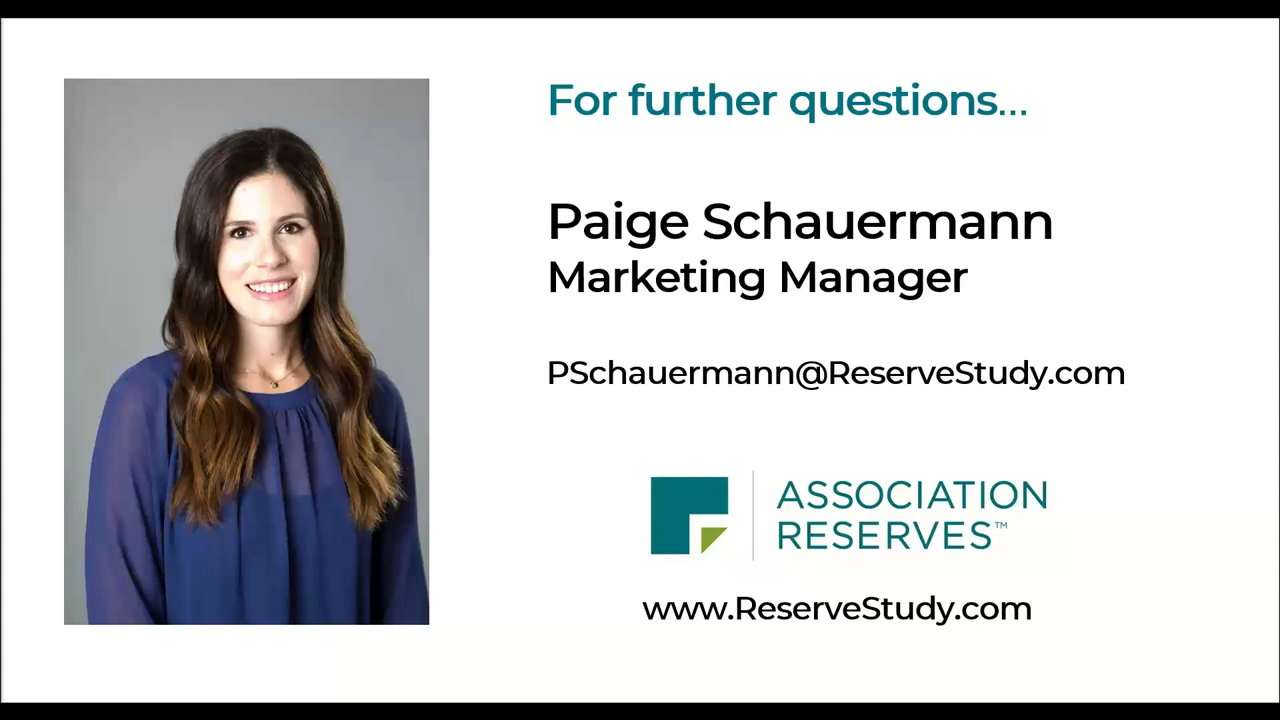 For further questions...
Paige Schauermann
Marketing Manager
PSchauermann@ReserveStudy.com
ASSOCIATION
RESERVES™
www.ReserveStudy.com